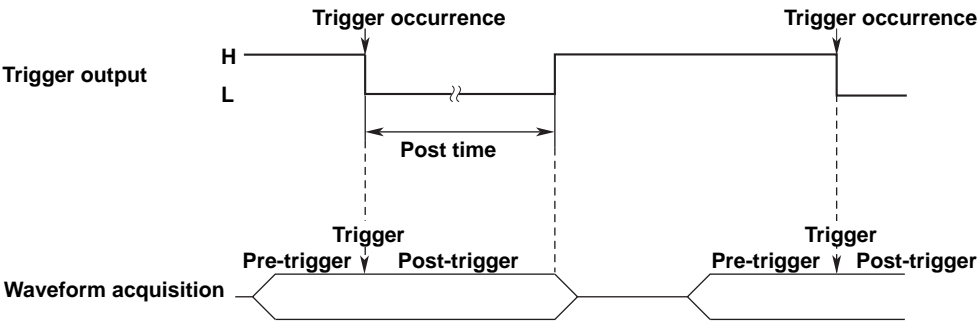 Trigger occurrence Trigger occurrence
H
Trigger output
L
Post time
Trigger Trigger
Pre-trigger Post-trigger Pre-trigger Post-trigger
Waveform acquisition